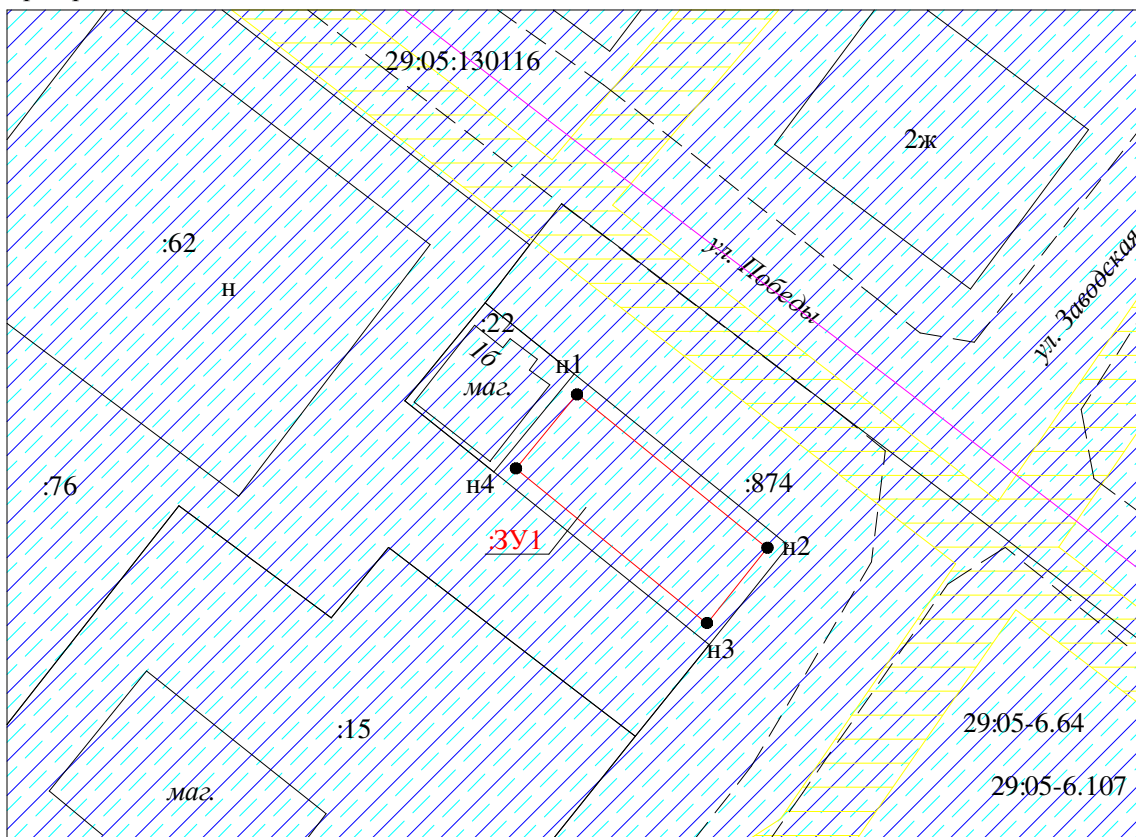 29:05:130116
2ж
:62
н
ул. Победы
ул. Заводская
:22
1б
маг.
н1
:76
н4
:874
:ЗУ1
н2
н3
:15
29:05-6.64
маг.
29:05-6.107